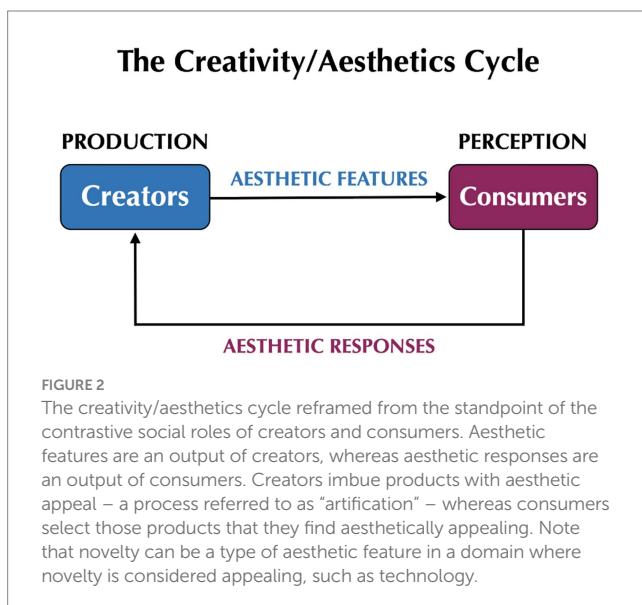 The Creativity/Aesthetics Cycle
PRODUCTION
PERCEPTION
Creators
AESTHETIC FEATURES
Consumers
AESTHETIC RESPONSES
FIGURE 2
The creativity/aesthetics cycle reframed from the standpoint of the
contrastive social roles of creators and consumers. Aesthetic
features are an output of creators, whereas aesthetic responses are
an output of consumers. Creators imbue products with aesthetic
appeal – a process referred to as “artification” – whereas consumers
select those products that they find aesthetically appealing. Note
that novelty can be a type of aesthetic feature in a domain where
novelty is considered appealing, such as technology.